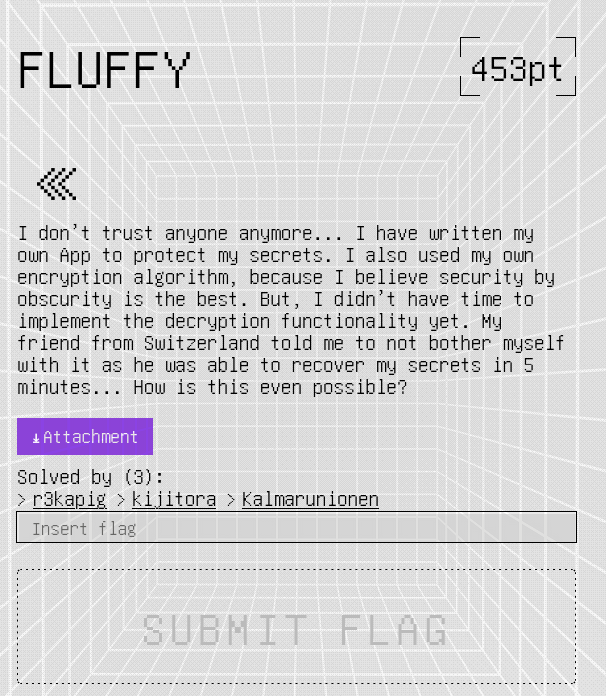 FLUFFY
453pt
I don't trust anyone anymore... I have written my
own App to protect my secrets. I also used my own
encryption algorithm, because I believe security by
obscurity is the best. But, I didn't have time to
implement the decryption functionality yet. My
friend from Switzerland told me to not bother myself
with it as he was able to recover my secrets in 5
minutes... How is this even possible?
Attachment
Solved by (3):
> r3kapig > kijitora > Kalmarunionen
Insert flag
SUBMIT FLAG